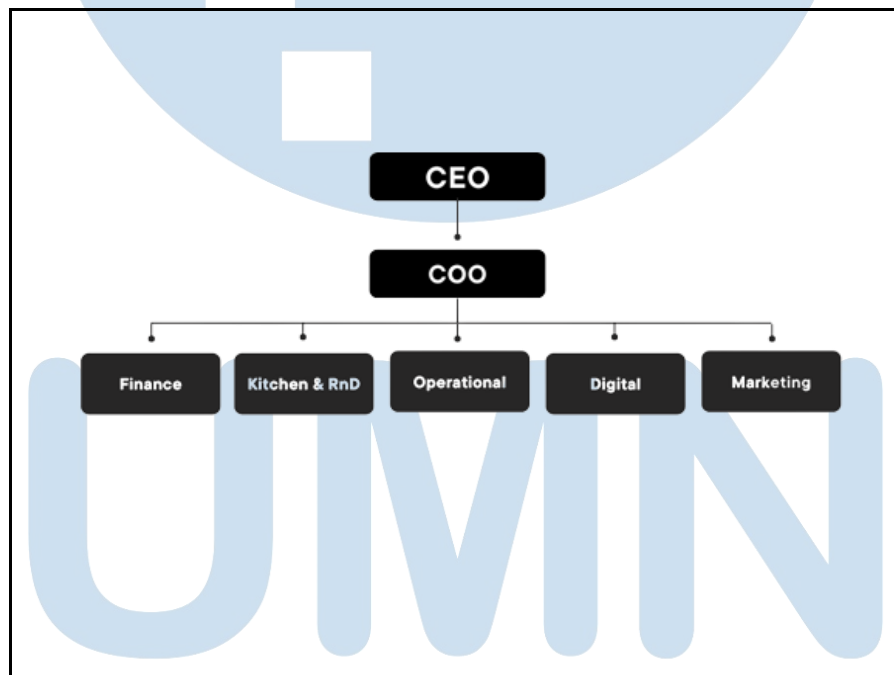 CEO
COO
Finance
Kitchen & RnD
Operational
Digital
Marketing
UMN